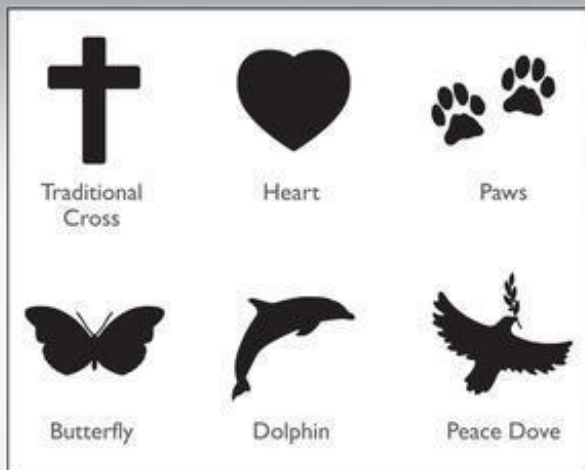 Traditional
Cross
Heart
Paws
Butterfly
Dolphin
Peace Dove